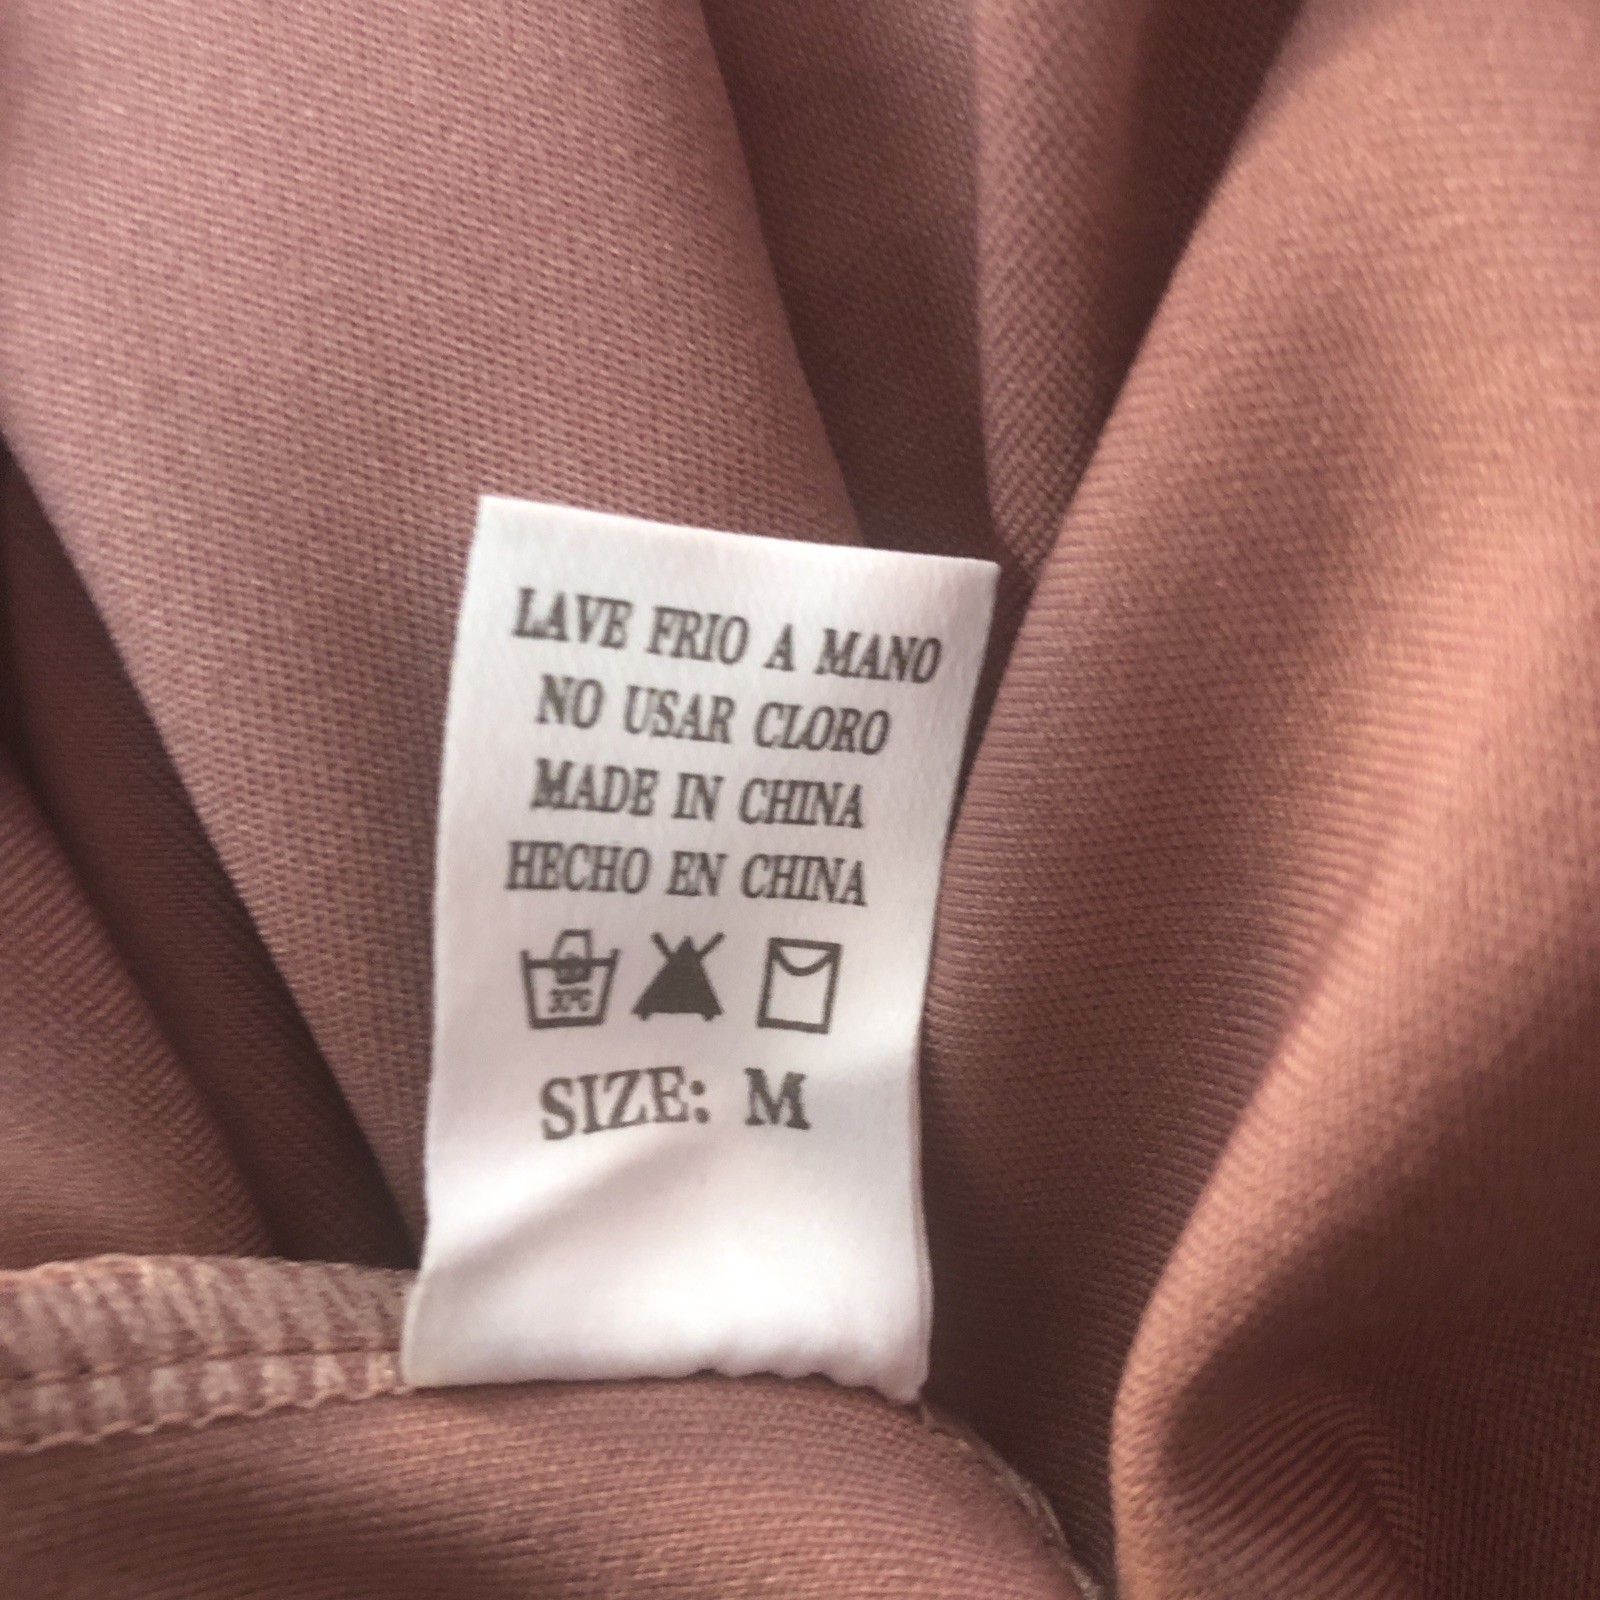 LAVE FRIO A MANO
NO USAR CLORO
MADE IN CHINA
HECHO EN CHINA
30°C
SIZE: M